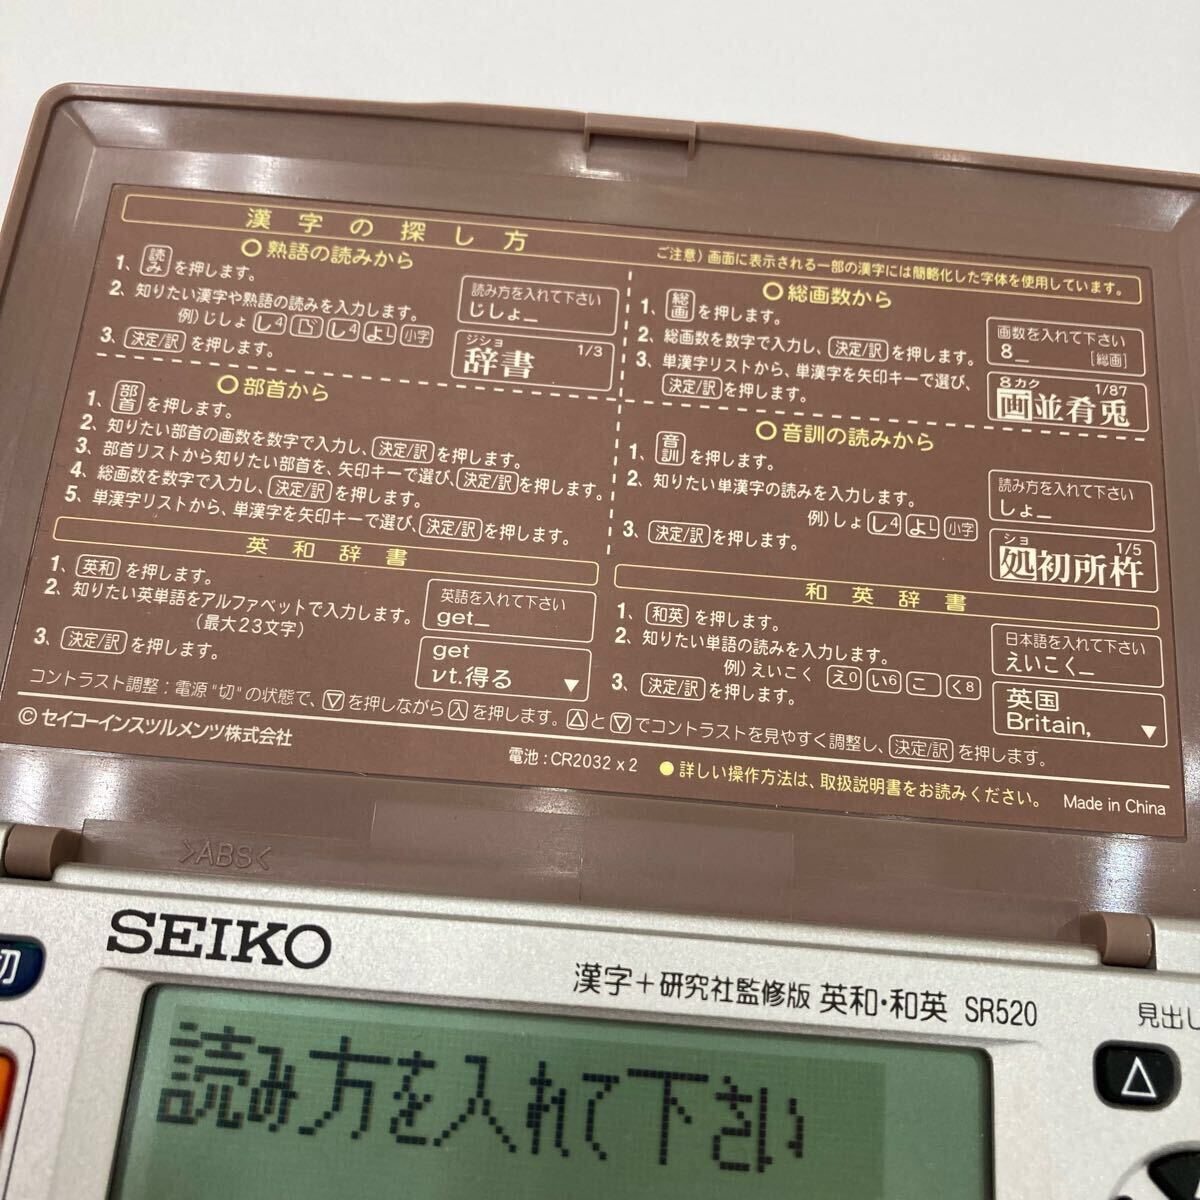 漢字の探し方
ご注意）画面に表示される一部の漢字には簡略化した字体を使用しています。
○熟語の読みから
1、読みを押します。
2、知りたい漢字や熟語の読みを入力します。
例）じしょ し4 ゛ し4 よL 小字
3、決定/訳を押します。
読み方を入れて下さい
じしょ_
ジショ 1/3
辞書
○部首から
1、部首を押します。
2、知りたい部首の画数を数字で入力し、決定/訳を押します。
3、部首リストから知りたい部首を、矢印キーで選び、決定/訳を押します。
4、総画数を数字で入力し、決定/訳を押します。
5、単漢字リストから、単漢字を矢印キーで選び、決定/訳を押します。
○総画数から
1、総画を押します。
2、総画数を数字で入力し、決定/訳を押します。
3、単漢字リストから、単漢字を矢印キーで選び、
決定/訳を押します。
画数を入れて下さい
8_ [総画]
8カク 1/87
画並肴兎
○音訓の読みから
1、音訓を押します。
2、知りたい単漢字の読みを入力します。
例）しょ し4 よL 小字
3、決定/訳を押します。
読み方を入れて下さい
しょ_
ショ 1/5
処初所杵
英和辞書
1、英和を押します。
2、知りたい英単語をアルファベットで入力します。
（最大23文字）
3、決定/訳を押します。
英語を入れて下さい
get_
get
vt.得る ▼
和英辞書
1、和英を押します。
2、知りたい単語の読みを入力します。
例）えいこく え0 い6 こ く8
3、決定/訳を押します。
日本語を入れて下さい
えいこく_
英国
Britain, ▼
コントラスト調整：電源"切"の状態で、▽を押しながら入を押します。△と▽でコントラストを見やすく調整し、決定/訳を押します。
©セイコーインスツルメンツ株式会社
電池：CR2032 x 2
●詳しい操作方法は、取扱説明書をお読みください。
Made in China
>ABS<
SEIKO
漢字＋研究社監修版 英和・和英 SR520
切
見出し
△
読み方を入れて下さい